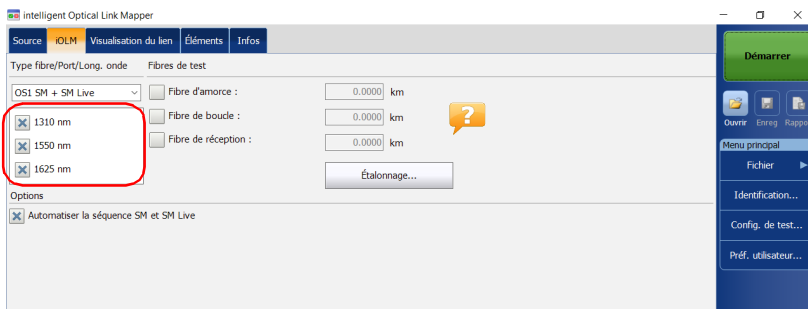 intelligent Optical Link Mapper
Source iOLM Visualisation du lien Éléments Infos
Type fibre/Port/Long. onde Fibres de test
OS1 SM + SM Live
1310 nm
1550 nm
1625 nm
Fibre d'amorce : 0.0000 km
Fibre de boucle : 0.0000 km
Fibre de réception : 0.0000 km
?
Étalonnage...
Options
Automatiser la séquence SM et SM Live
Démarrer
Ouvrir Enreg Rappo
Menu principal
Fichier
Identification...
Config. de test...
Préf. utilisateur...